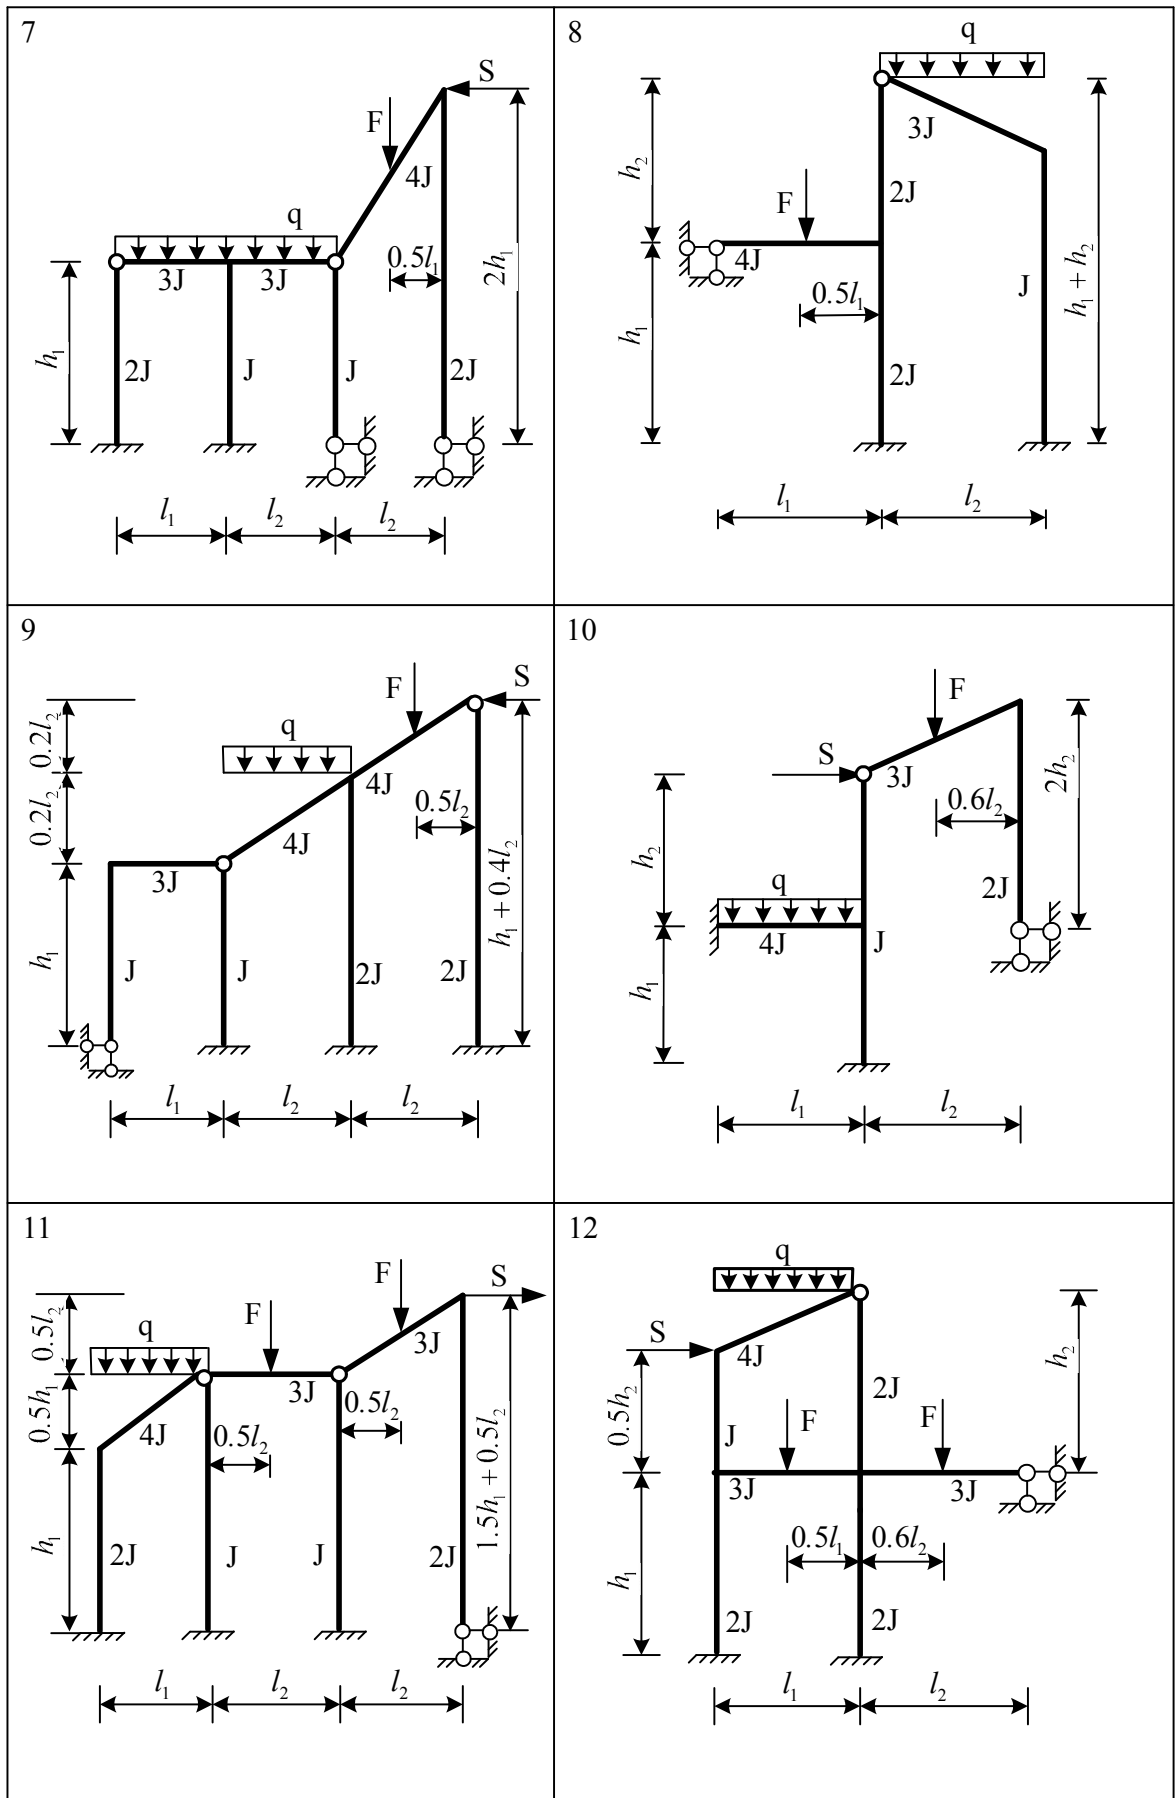 7
S
F
4J
q
0.5l₁
2h₁
3J
3J
h₁
2J
J
J
2J
l₁
l₂
l₂
8
q
3J
h₂
2J
F
4J
0.5l₁
J
h₁ + h₂
h₁
2J
l₁
l₂
9
F
S
0.2l₂
q
4J
0.5l₂
0.2l₂
4J
3J
h₁ + 0.4l₂
h₁
J
J
2J
2J
l₁
l₂
l₂
10
F
S
3J
2h₂
0.6l₂
h₂
q
2J
4J
J
h₁
l₁
l₂
11
F
S
0.5l₂
q
F
3J
3J
0.5h₁
4J
0.5l₂
0.5l₂
1.5h₁ + 0.5l₂
h₁
2J
J
J
2J
l₁
l₂
l₂
12
q
S
4J
h₂
2J
0.5h₂
J
F
F
3J
3J
0.5l₁
0.6l₂
h₁
2J
2J
l₁
l₂